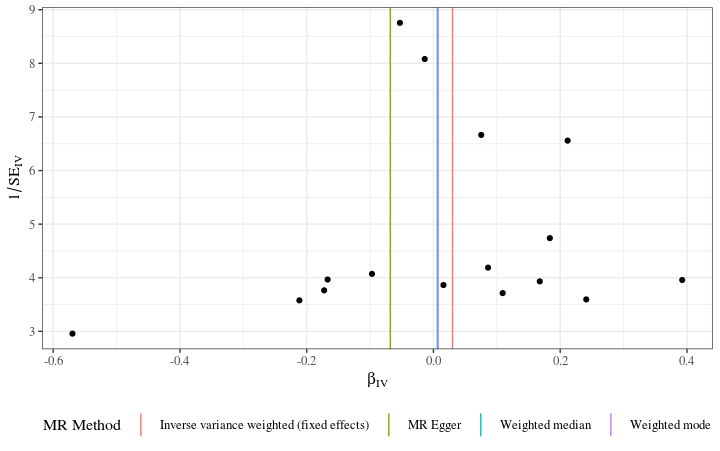 9
8
7
6
5
4
3
1/SE_IV
-0.6 -0.4 -0.2 0.0 0.2 0.4
β_IV
MR Method Inverse variance weighted (fixed effects) MR Egger Weighted median Weighted mode